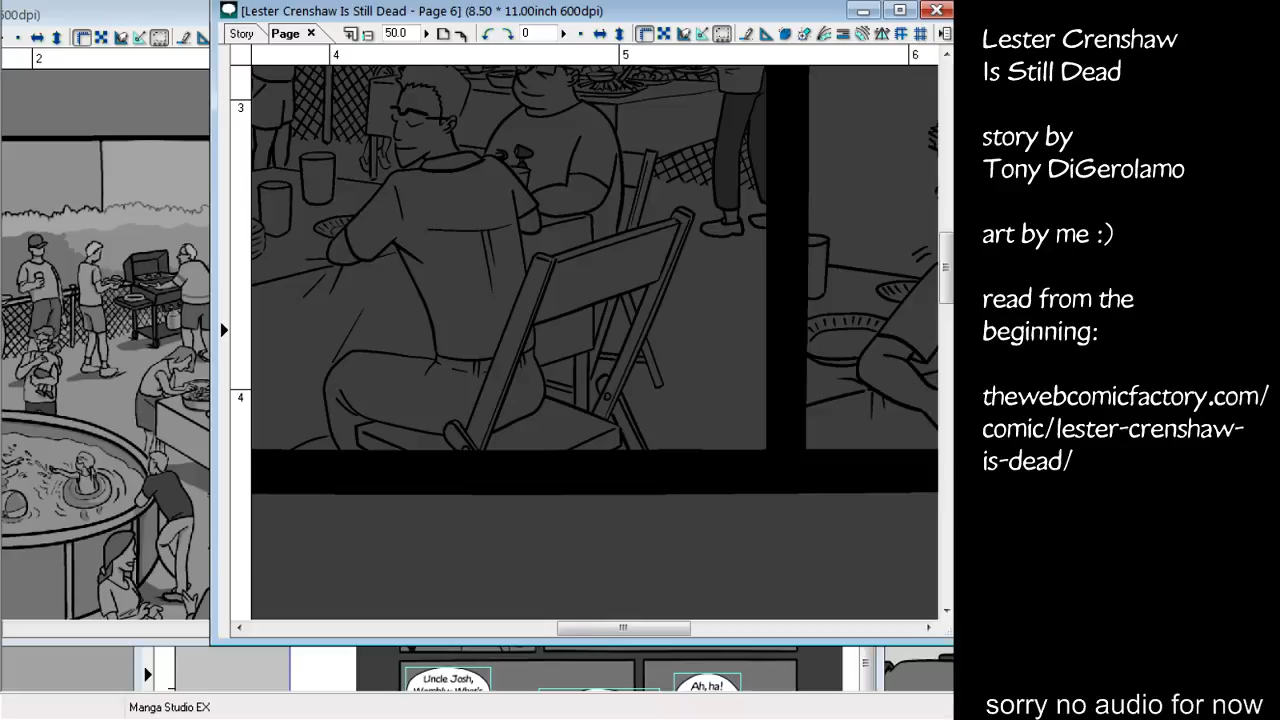 [Lester Crenshaw Is Still Dead - Page 6] (8.50 * 11.00inch 600dpi)
500dpi)
Story Page 50.0 0
2
4 5 6
3
4
Uncle Josh,
Ah, ha!
Manga Studio EX
Lester Crenshaw
Is Still Dead
story by
Tony DiGerolamo
art by me :)
read from the
beginning:
thewebcomicfactory.com/
comic/lester-crenshaw-
is-dead/
sorry no audio for now